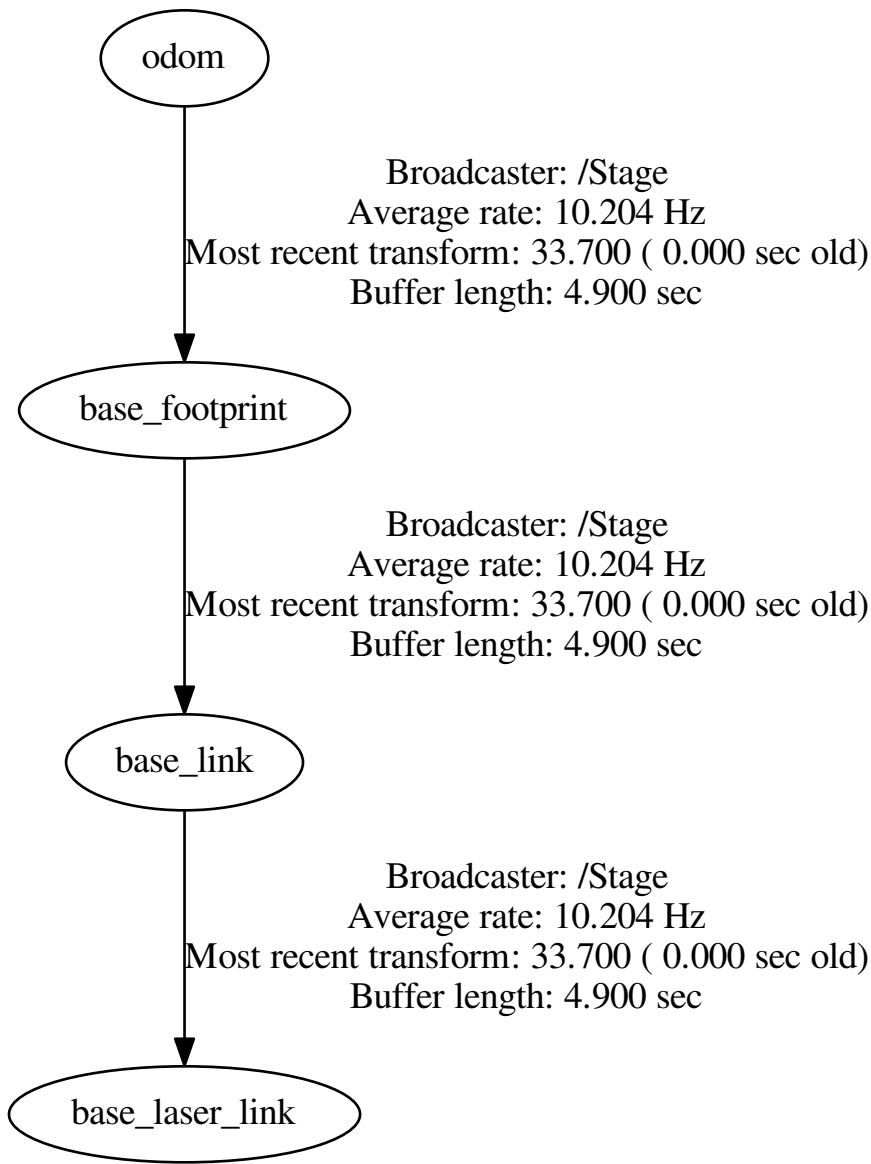 odom
Broadcaster: /Stage
Average rate: 10.204 Hz
Most recent transform: 33.700 ( 0.000 sec old)
Buffer length: 4.900 sec
base_footprint
Broadcaster: /Stage
Average rate: 10.204 Hz
Most recent transform: 33.700 ( 0.000 sec old)
Buffer length: 4.900 sec
base_link
Broadcaster: /Stage
Average rate: 10.204 Hz
Most recent transform: 33.700 ( 0.000 sec old)
Buffer length: 4.900 sec
base_laser_link